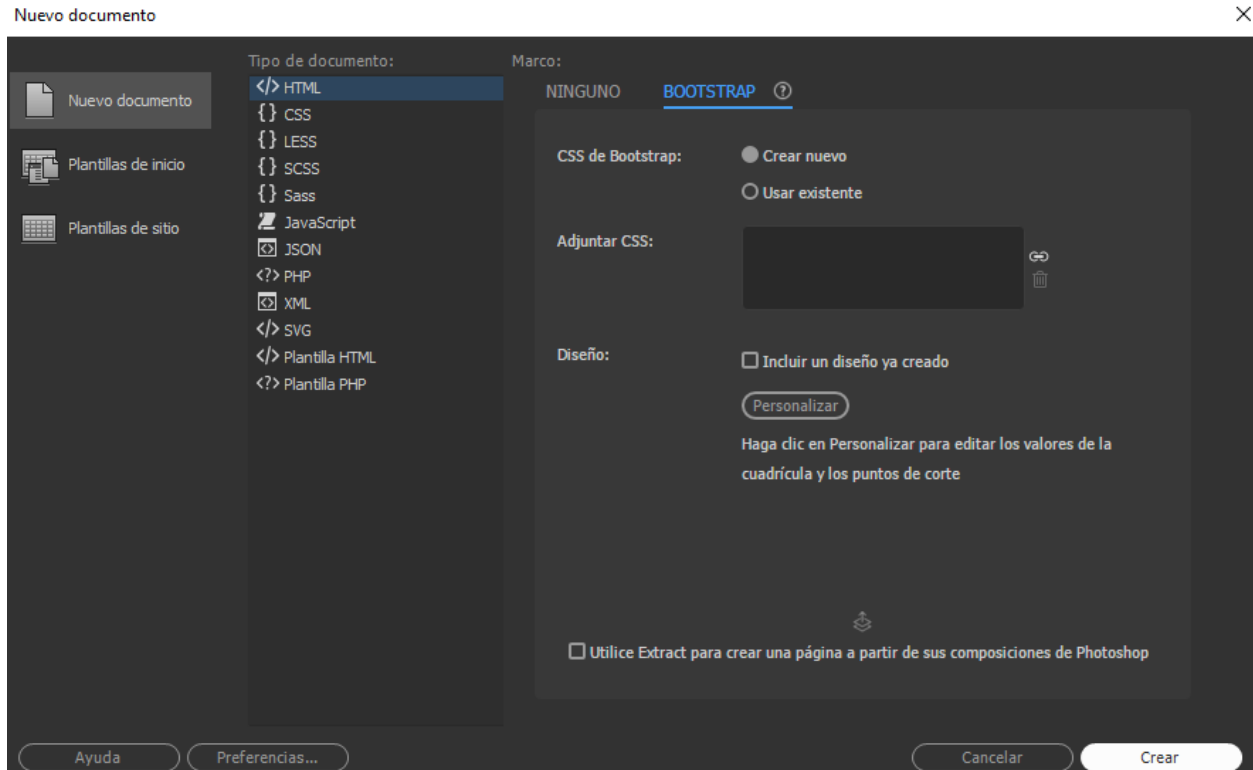 Nuevo documento
Nuevo documento
Plantillas de inicio
Plantillas de sitio
Tipo de documento:
</> HTML
{} CSS
{} LESS
{} SCSS
{} Sass
JavaScript
<> JSON
<?> PHP
<> XML
</> SVG
</> Plantilla HTML
<?> Plantilla PHP
Marco:
NINGUNO BOOTSTRAP ?
CSS de Bootstrap: Crear nuevo
Usar existente
Adjuntar CSS:
Diseño: Incluir un diseño ya creado
Personalizar
Haga clic en Personalizar para editar los valores de la
cuadrícula y los puntos de corte
Utilice Extract para crear una página a partir de sus composiciones de Photoshop
Ayuda Preferencias... Cancelar Crear